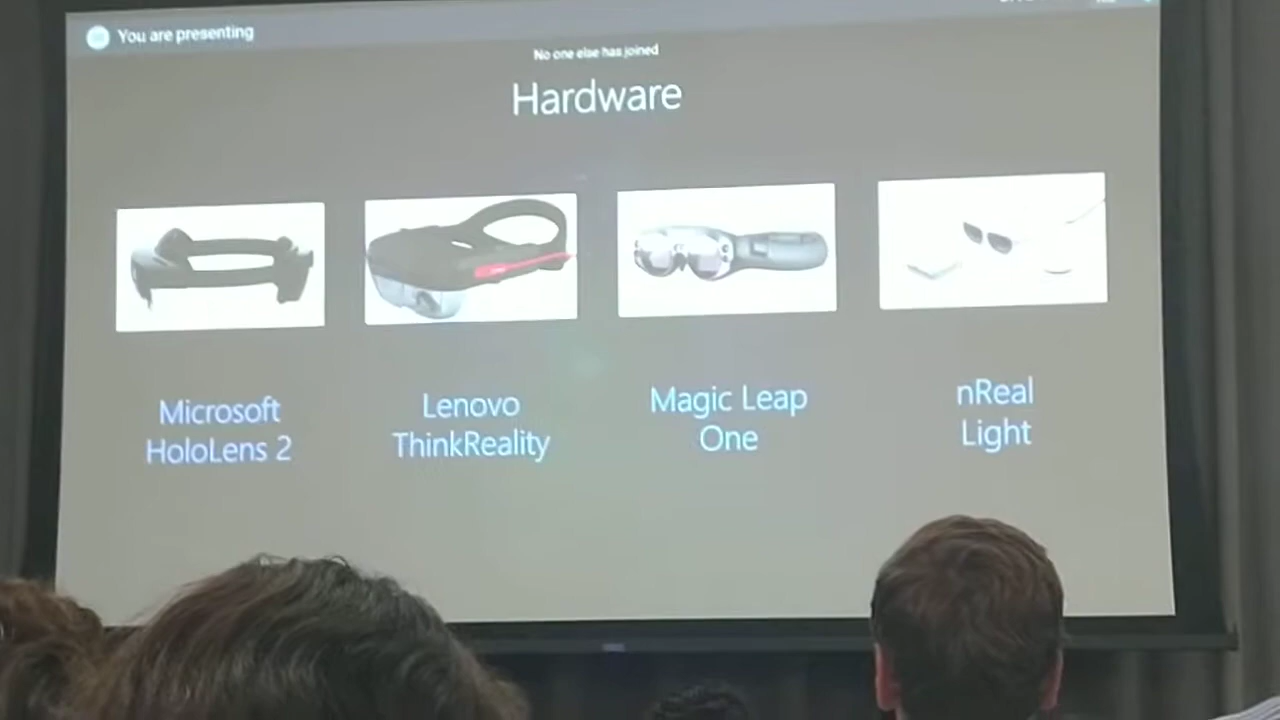 You are presenting
No one else has joined
Hardware
Microsoft
HoloLens 2
Lenovo
ThinkReality
Magic Leap
One
nReal
Light